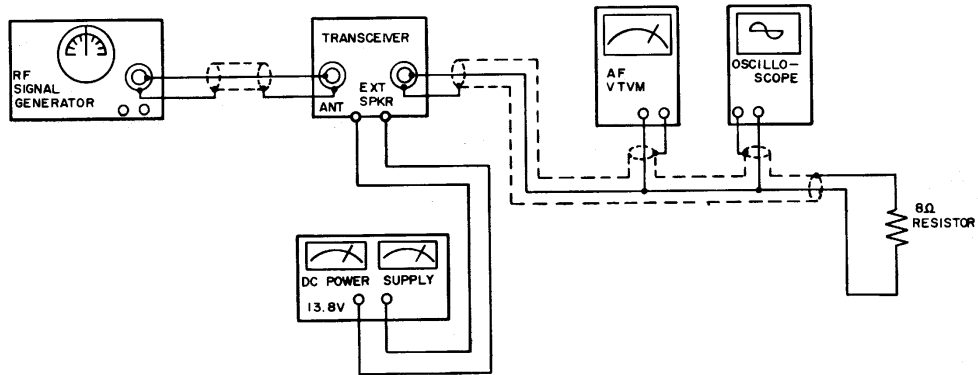 RF
SIGNAL
GENERATOR
TRANSCEIVER
ANT
EXT
SPKR
AF
VTVM
OSCILLO-
SCOPE
8Ω
RESISTOR
DC POWER SUPPLY
13.8V